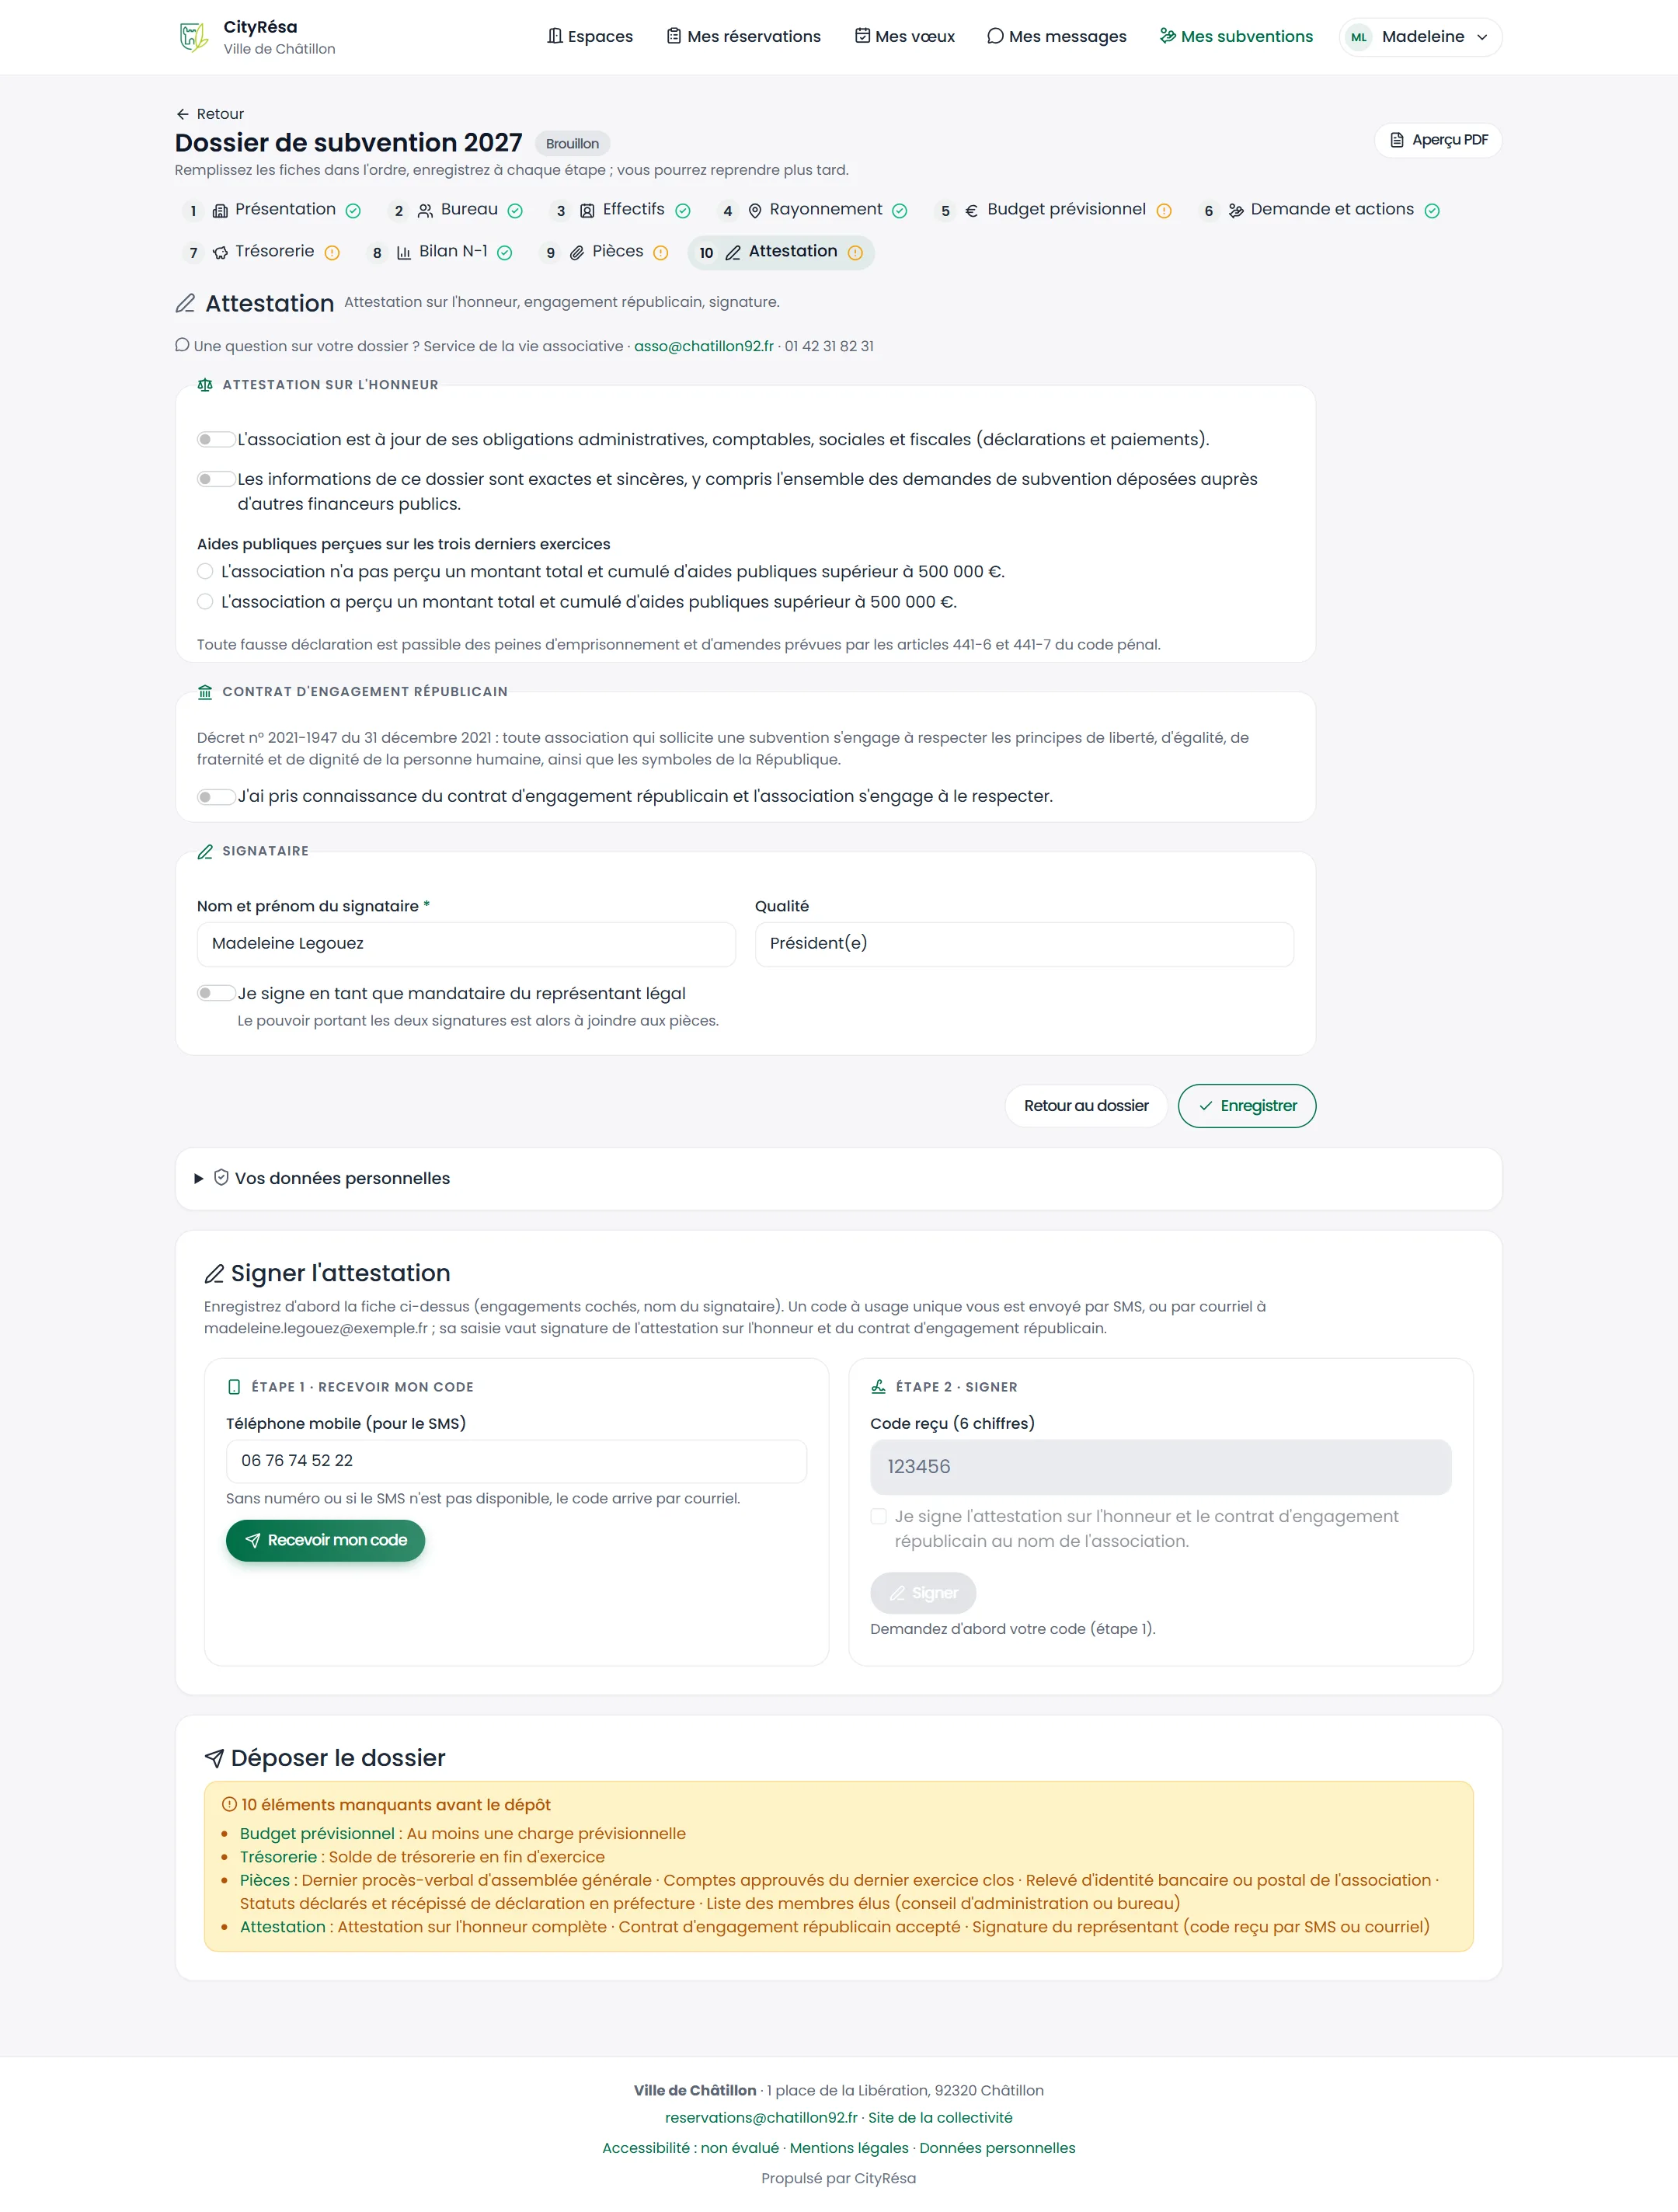 CityRésa
Ville de Châtillon
Espaces
Mes réservations
Mes vœux
Mes messages
Mes subventions
ML
Madeleine
Retour
Dossier de subvention 2027
Brouillon
Aperçu PDF
Remplissez les fiches dans l'ordre, enregistrez à chaque étape ; vous pourrez reprendre plus tard.
1 Présentation
2 Bureau
3 Effectifs
4 Rayonnement
5 € Budget prévisionnel
6 Demande et actions
7 Trésorerie
8 Bilan N-1
9 Pièces
10 Attestation
Attestation Attestation sur l'honneur, engagement républicain, signature.
Une question sur votre dossier ? Service de la vie associative · asso@chatillon92.fr · 01 42 31 82 31
ATTESTATION SUR L'HONNEUR
L'association est à jour de ses obligations administratives, comptables, sociales et fiscales (déclarations et paiements).
Les informations de ce dossier sont exactes et sincères, y compris l'ensemble des demandes de subvention déposées auprès
d'autres financeurs publics.
Aides publiques perçues sur les trois derniers exercices
L'association n'a pas perçu un montant total et cumulé d'aides publiques supérieur à 500 000 €.
L'association a perçu un montant total et cumulé d'aides publiques supérieur à 500 000 €.
Toute fausse déclaration est passible des peines d'emprisonnement et d'amendes prévues par les articles 441-6 et 441-7 du code pénal.
CONTRAT D'ENGAGEMENT RÉPUBLICAIN
Décret nº 2021-1947 du 31 décembre 2021 : toute association qui sollicite une subvention s'engage à respecter les principes de liberté, d'égalité, de
fraternité et de dignité de la personne humaine, ainsi que les symboles de la République.
J'ai pris connaissance du contrat d'engagement républicain et l'association s'engage à le respecter.
SIGNATAIRE
Nom et prénom du signataire *
Qualité
Madeleine Legouez
Président(e)
Je signe en tant que mandataire du représentant légal
Le pouvoir portant les deux signatures est alors à joindre aux pièces.
Retour au dossier
Enregistrer
Vos données personnelles
Signer l'attestation
Enregistrez d'abord la fiche ci-dessus (engagements cochés, nom du signataire). Un code à usage unique vous est envoyé par SMS, ou par courriel à
madeleine.legouez@exemple.fr ; sa saisie vaut signature de l'attestation sur l'honneur et du contrat d'engagement républicain.
ÉTAPE 1 · RECEVOIR MON CODE
Téléphone mobile (pour le SMS)
06 76 74 52 22
Sans numéro ou si le SMS n'est pas disponible, le code arrive par courriel.
Recevoir mon code
ÉTAPE 2 · SIGNER
Code reçu (6 chiffres)
123456
Je signe l'attestation sur l'honneur et le contrat d'engagement
républicain au nom de l'association.
Signer
Demandez d'abord votre code (étape 1).
Déposer le dossier
10 éléments manquants avant le dépôt
Budget prévisionnel : Au moins une charge prévisionnelle
Trésorerie : Solde de trésorerie en fin d'exercice
Pièces : Dernier procès-verbal d'assemblée générale · Comptes approuvés du dernier exercice clos · Relevé d'identité bancaire ou postal de l'association ·
Statuts déclarés et récépissé de déclaration en préfecture · Liste des membres élus (conseil d'administration ou bureau)
Attestation : Attestation sur l'honneur complète · Contrat d'engagement républicain accepté · Signature du représentant (code reçu par SMS ou courriel)
Ville de Châtillon · 1 place de la Libération, 92320 Châtillon
reservations@chatillon92.fr · Site de la collectivité
Accessibilité : non évalué · Mentions légales · Données personnelles
Propulsé par CityRésa